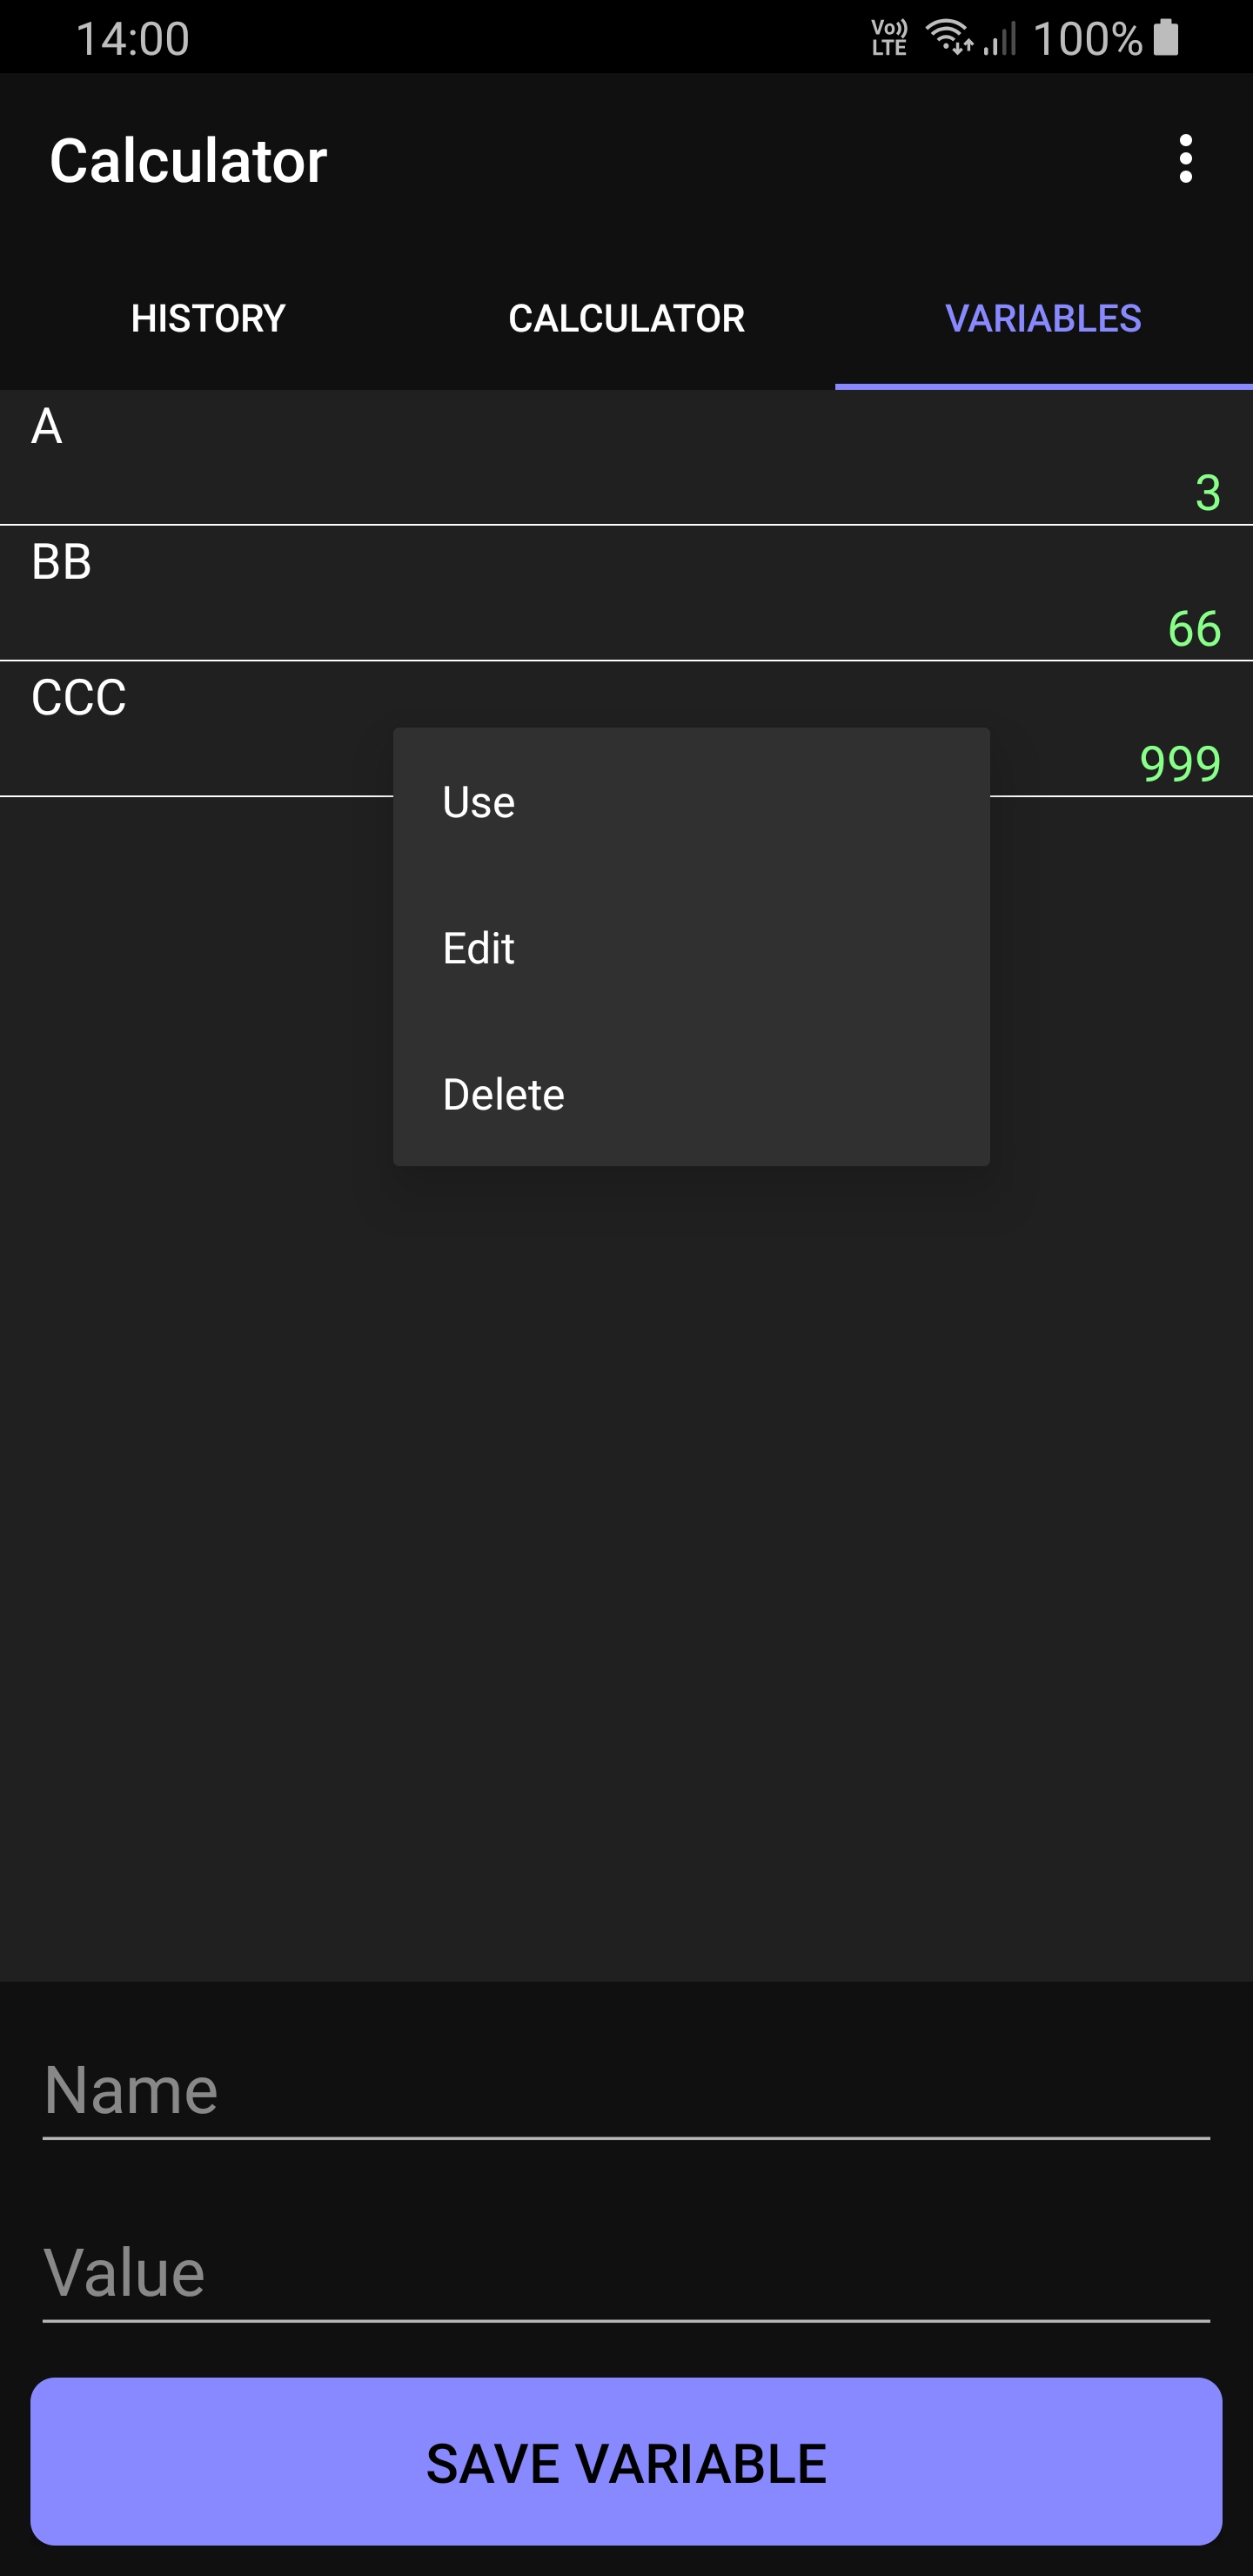 14:00 Vo)) LTE 100%
Calculator
HISTORY CALCULATOR VARIABLES
A
3
BB
66
CCC
999
Use
Edit
Delete
Name
Value
SAVE VARIABLE